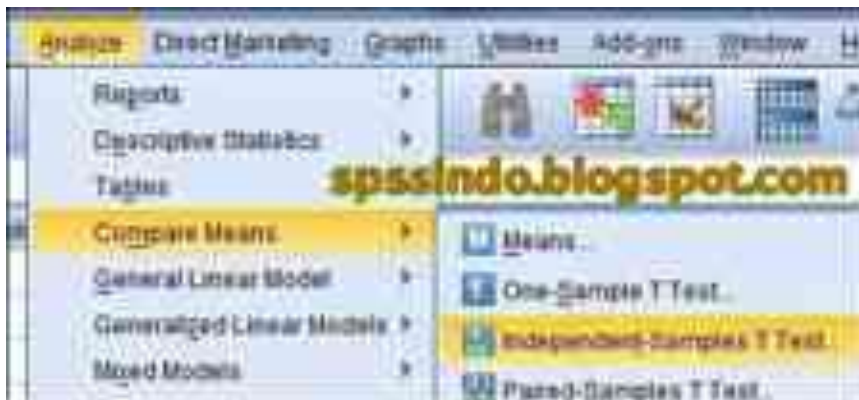 Analyze Direct Marketing Graphs Utilities Add-ons Window H
Reports
Descriptive Statistics
Tables
spssindo.blogspot.com
Compare Means
Means...
General Linear Model
One-Sample T Test...
Generalized Linear Models
Independent-Samples T Test...
Mixed Models
Paired-Samples T Test...